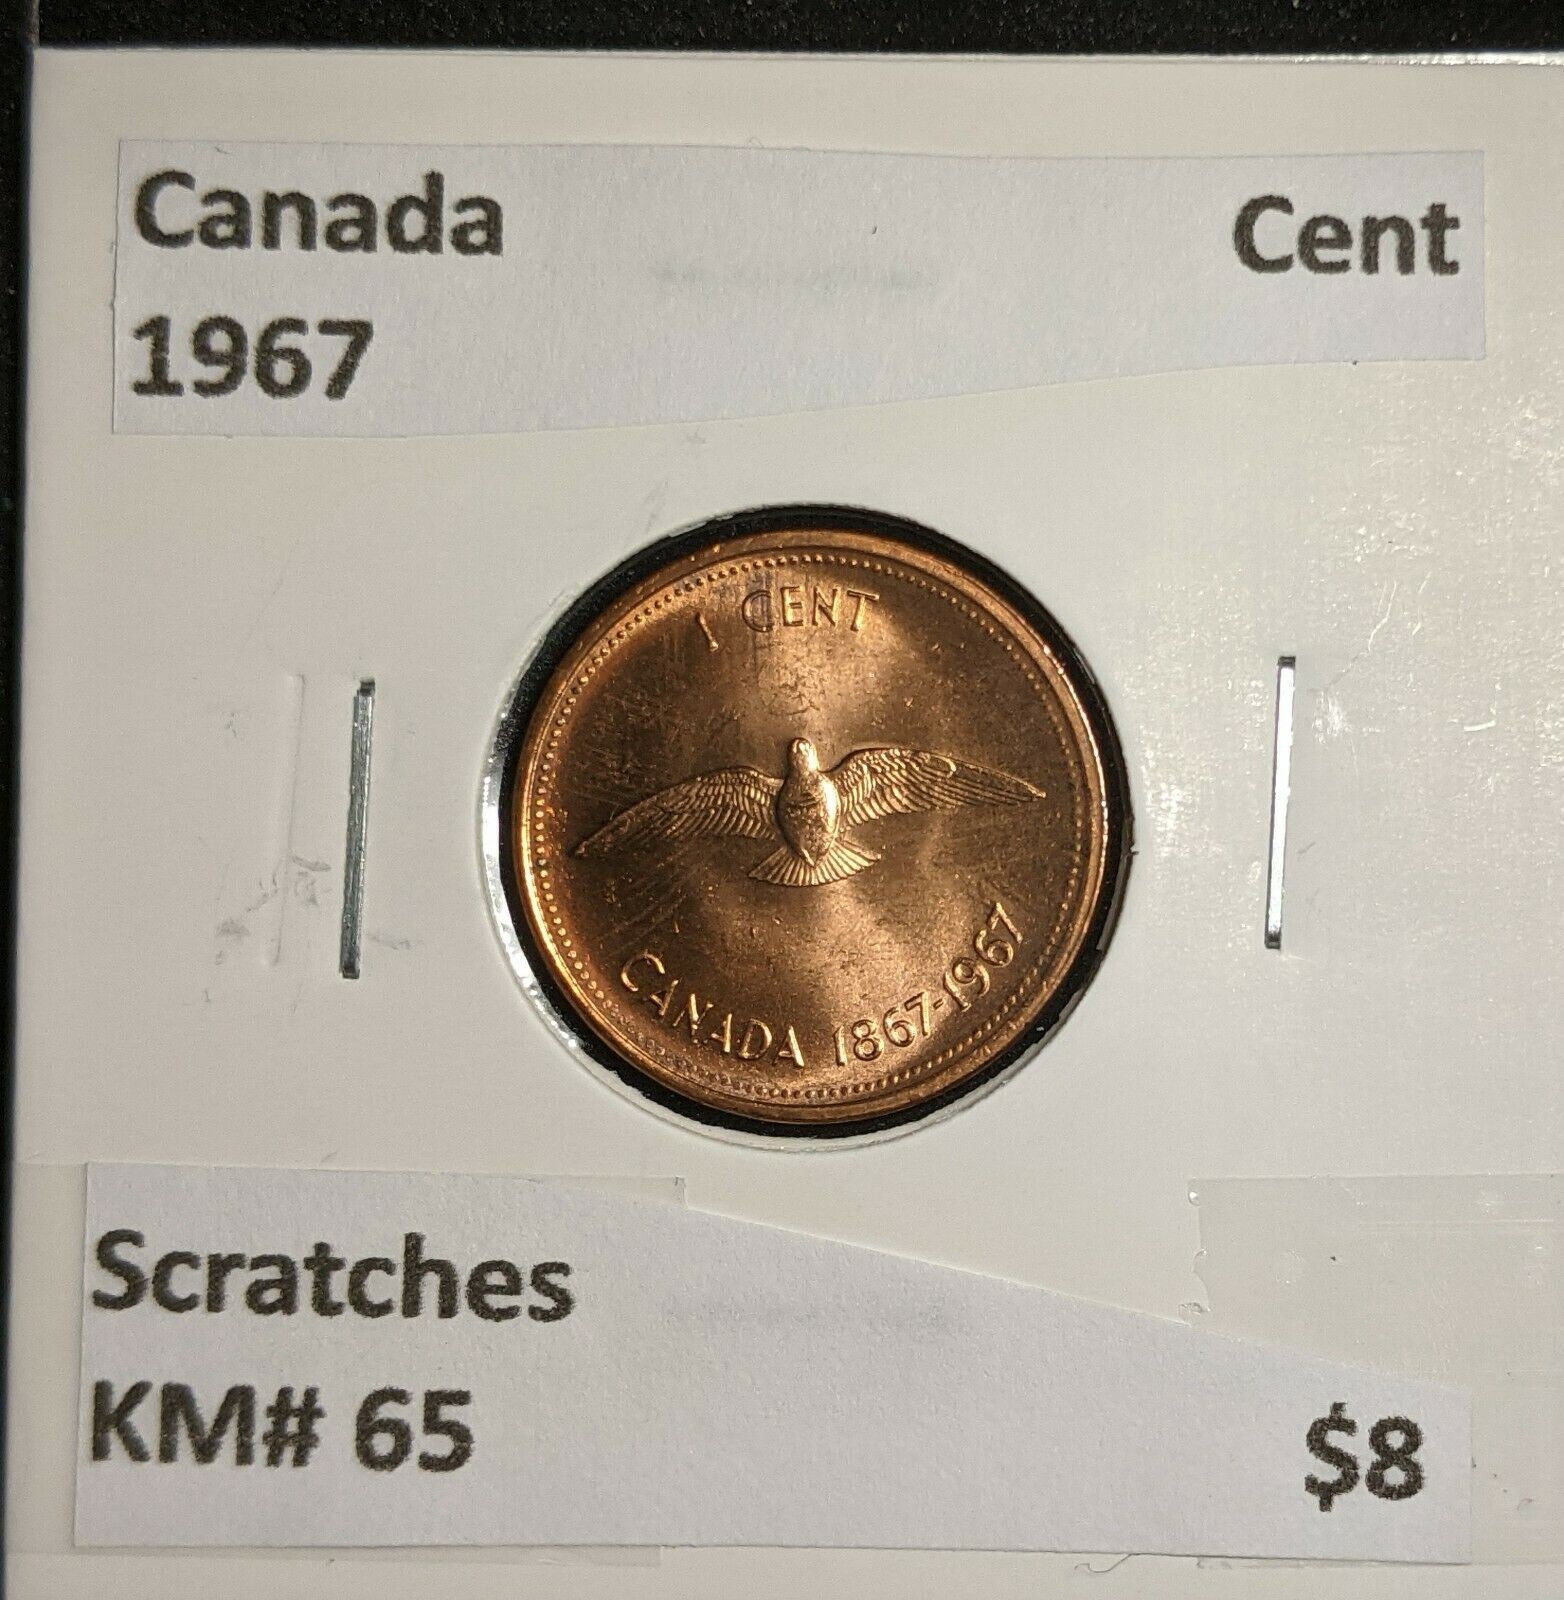 Canada Cent
1967
1 CENT
CANADA 1867-1967
Scratches
KM# 65 $8